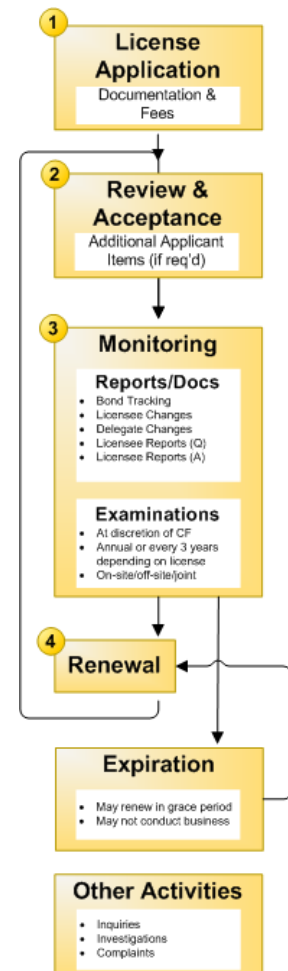 1
License
Application
Documentation &
Fees
2
Review &
Acceptance
Additional Applicant
Items (if req'd)
3
Monitoring
Reports/Docs
• Bond Tracking
• Licensee Changes
• Delegate Changes
• Licensee Reports (Q)
• Licensee Reports (A)
Examinations
• At discretion of CF
• Annual or every 3 years
depending on license
• On-site/off-site/joint
4
Renewal
Expiration
• May renew in grace period
• May not conduct business
Other Activities
• Inquiries
• Investigations
• Complaints